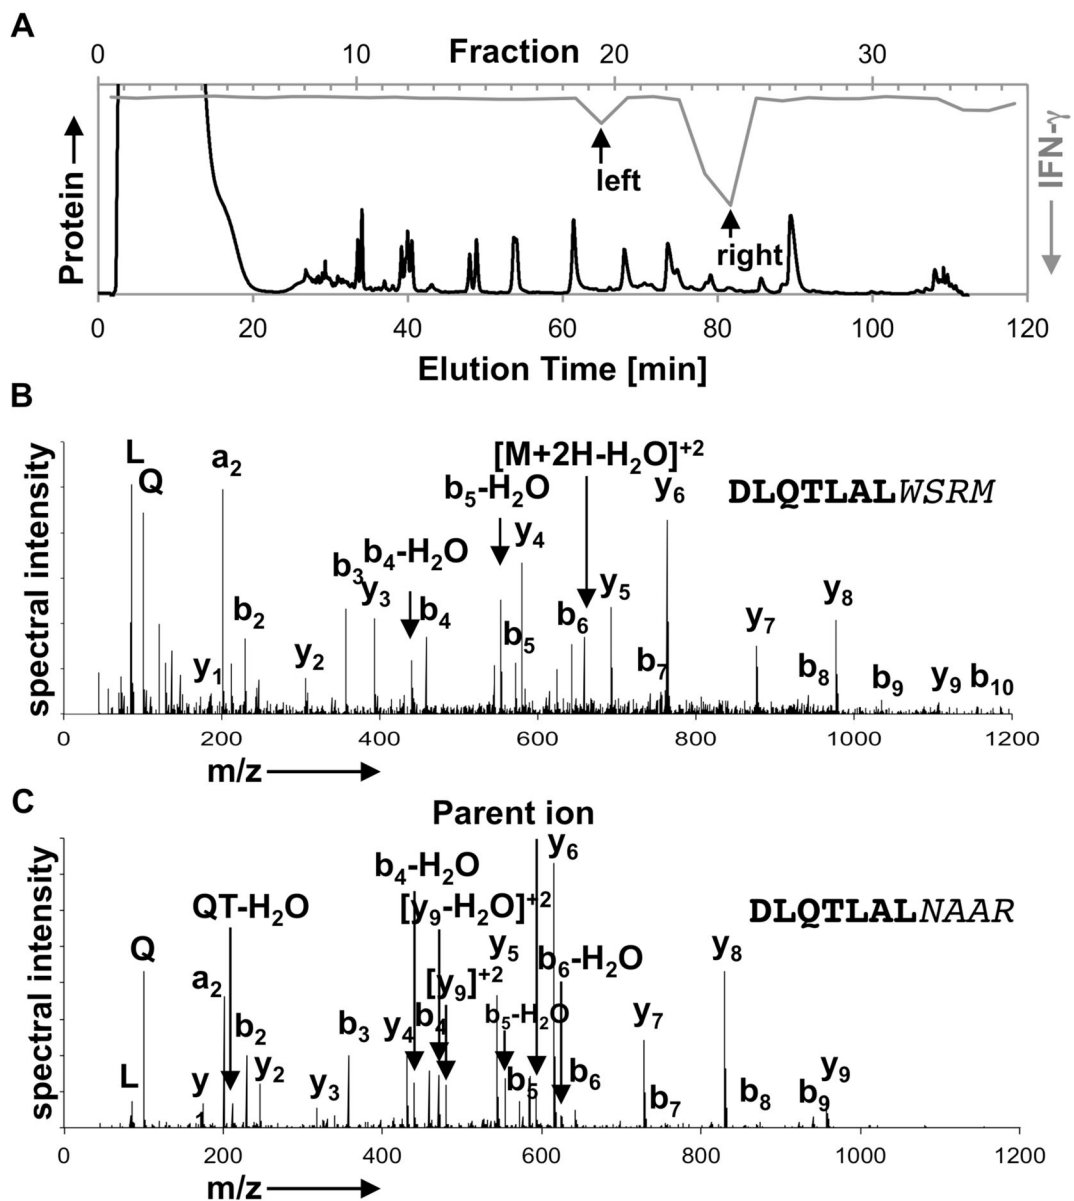 A
0 10 Fraction 20 30
Protein
IFN-γ
left
right
0 20 40 60 80 100 120
Elution Time [min]
B
spectral intensity
L
Q
a2
[M+2H-H2O]+2
b5-H2O
y6
DLQTLALWSRM
y4
b4-H2O
b3
y3
y5
b2
b4
b6
y8
y7
y1
y2
b5
b7
b8
b9
y9
b10
0 200 400 600 800 1000 1200
m/z
C
spectral intensity
Parent ion
y6
b4-H2O
QT-H2O
[y9-H2O]+2
DLQTLALNAAR
Q
y5
b6-H2O
y8
a2
[y9]+2
b2
b3
y4
b4
b5-H2O
y7
L
y1
y2
y3
b5
b6
b7
b8
b9
y9
0 200 400 600 800 1000 1200
m/z